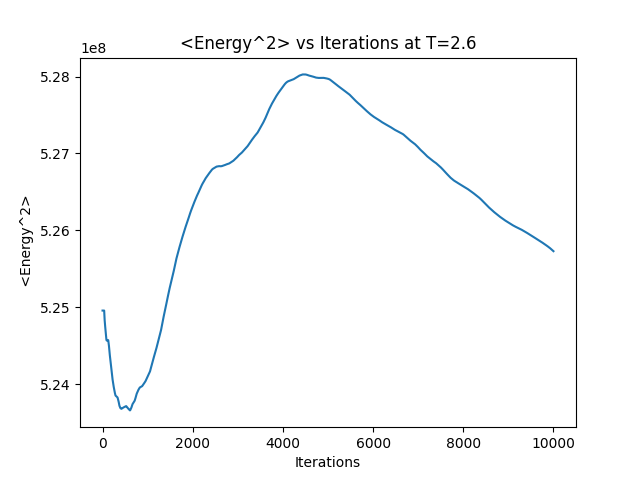 <Energy^2> vs Iterations at T=2.6
1e8
5.28
5.27
5.26
5.25
5.24
<Energy^2>
0 2000 4000 6000 8000 10000
Iterations